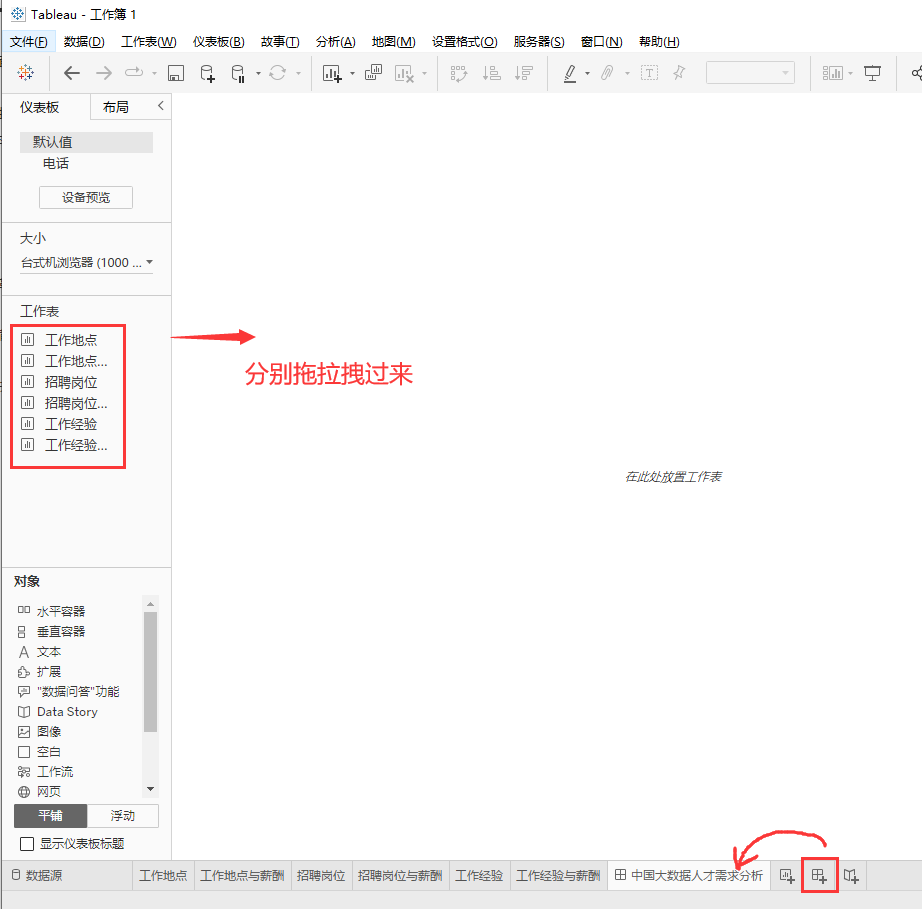 Tableau - 工作簿 1
文件(F) 数据(D) 工作表(W) 仪表板(B) 故事(T) 分析(A) 地图(M) 设置格式(O) 服务器(S) 窗口(N) 帮助(H)
仪表板 布局
默认值
电话
设备预览
大小
台式机浏览器 (1000 ...
工作表
工作地点
工作地点...
招聘岗位
招聘岗位...
工作经验
工作经验...
分别拖拉拽过来
在此处放置工作表
对象
水平容器
垂直容器
文本
扩展
"数据问答"功能
Data Story
图像
空白
工作流
网页
平铺 浮动
显示仪表板标题
数据源 工作地点 工作地点与薪酬 招聘岗位 招聘岗位与薪酬 工作经验 工作经验与薪酬 中国大数据人才需求分析